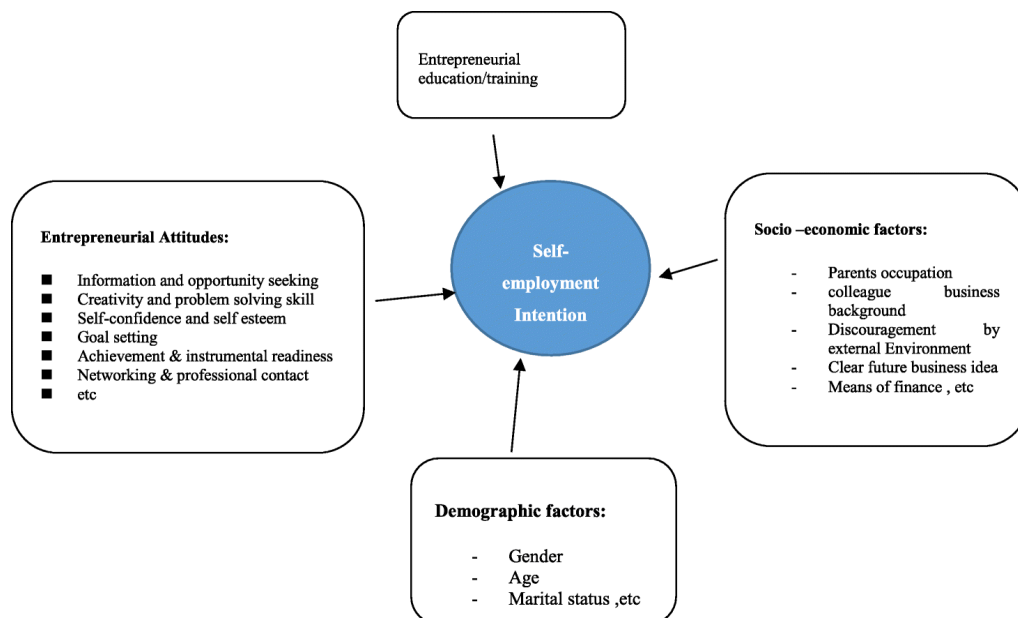 Entrepreneurial
education/training
Entrepreneurial Attitudes:
■ Information and opportunity seeking
■ Creativity and problem solving skill
■ Self-confidence and self esteem
■ Goal setting
■ Achievement & instrumental readiness
■ Networking & professional contact
■ etc
Self-
employment
Intention
Socio –economic factors:
- Parents occupation
- colleague business
background
- Discouragement by
external Environment
- Clear future business idea
- Means of finance , etc
Demographic factors:
- Gender
- Age
- Marital status ,etc